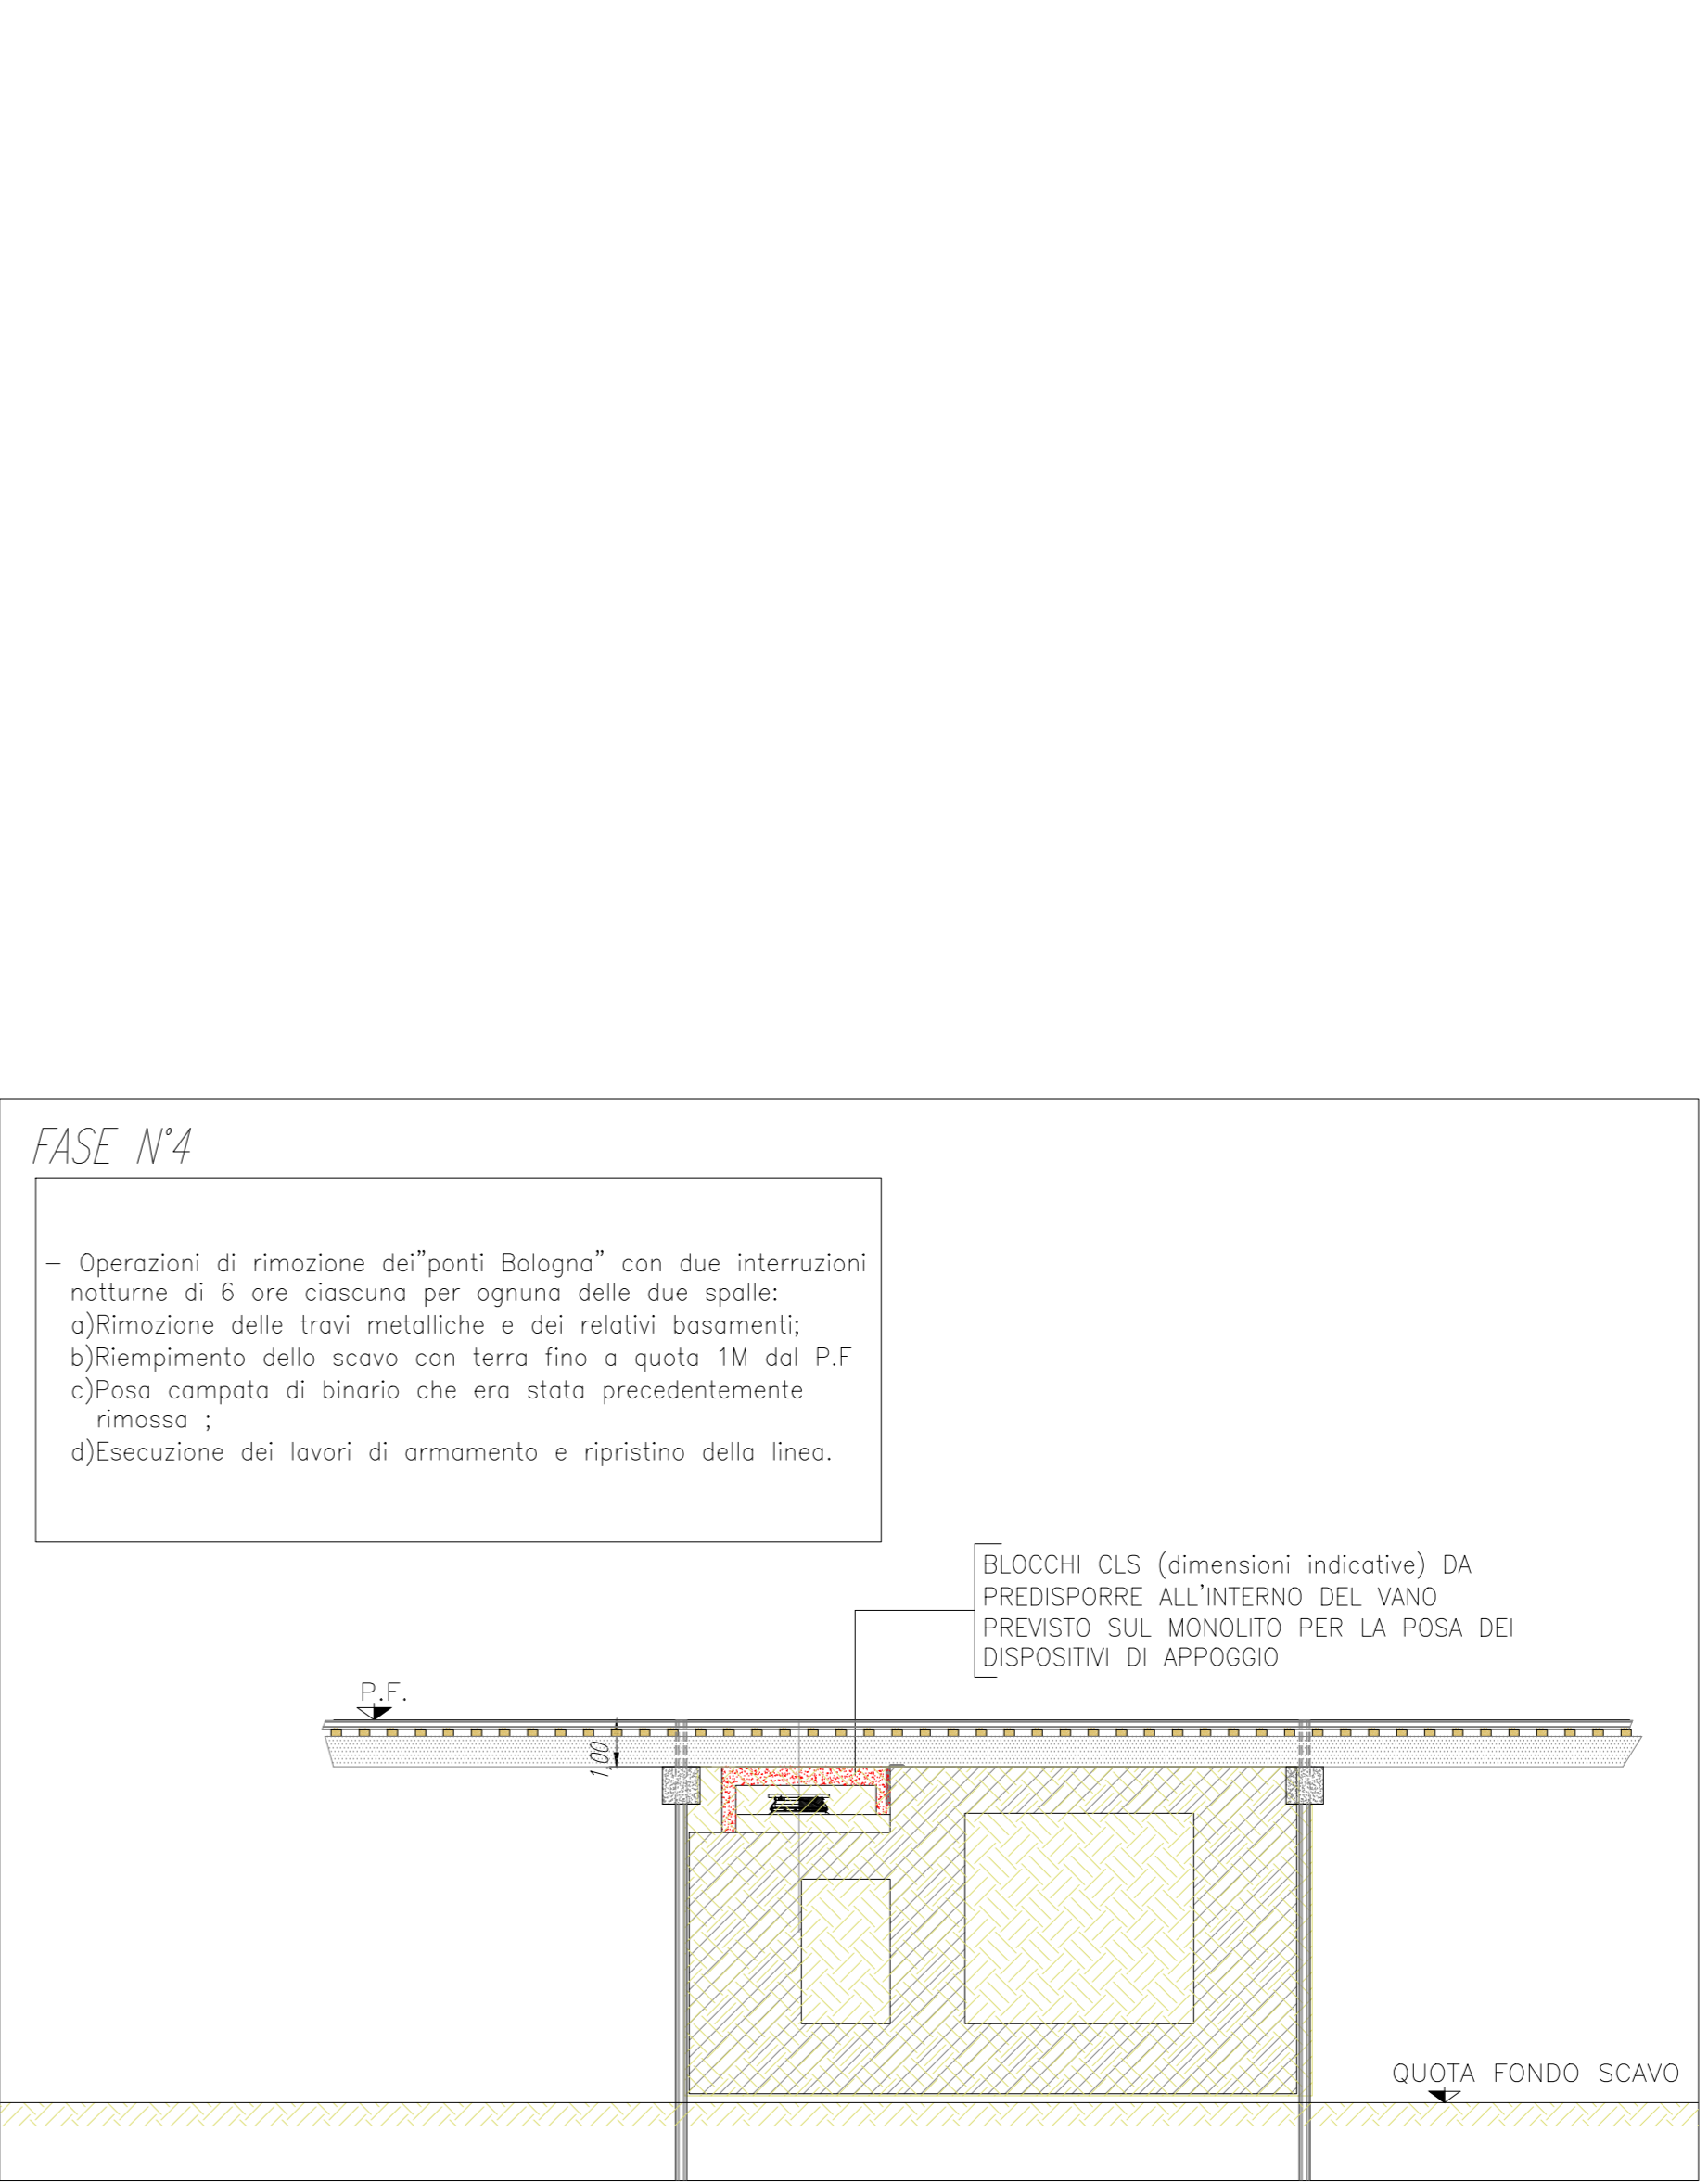 FASE N°4
- Operazioni di rimozione dei"ponti Bologna" con due interruzioni
notturne di 6 ore ciascuna per ognuna delle due spalle:
a)Rimozione delle travi metalliche e dei relativi basamenti;
b)Riempimento dello scavo con terra fino a quota 1M dal P.F
c)Posa campata di binario che era stata precedentemente
rimossa ;
d)Esecuzione dei lavori di armamento e ripristino della linea.
BLOCCHI CLS (dimensioni indicative) DA
PREDISPORRE ALL'INTERNO DEL VANO
PREVISTO SUL MONOLITO PER LA POSA DEI
DISPOSITIVI DI APPOGGIO
P.F.
1,00
QUOTA FONDO SCAVO